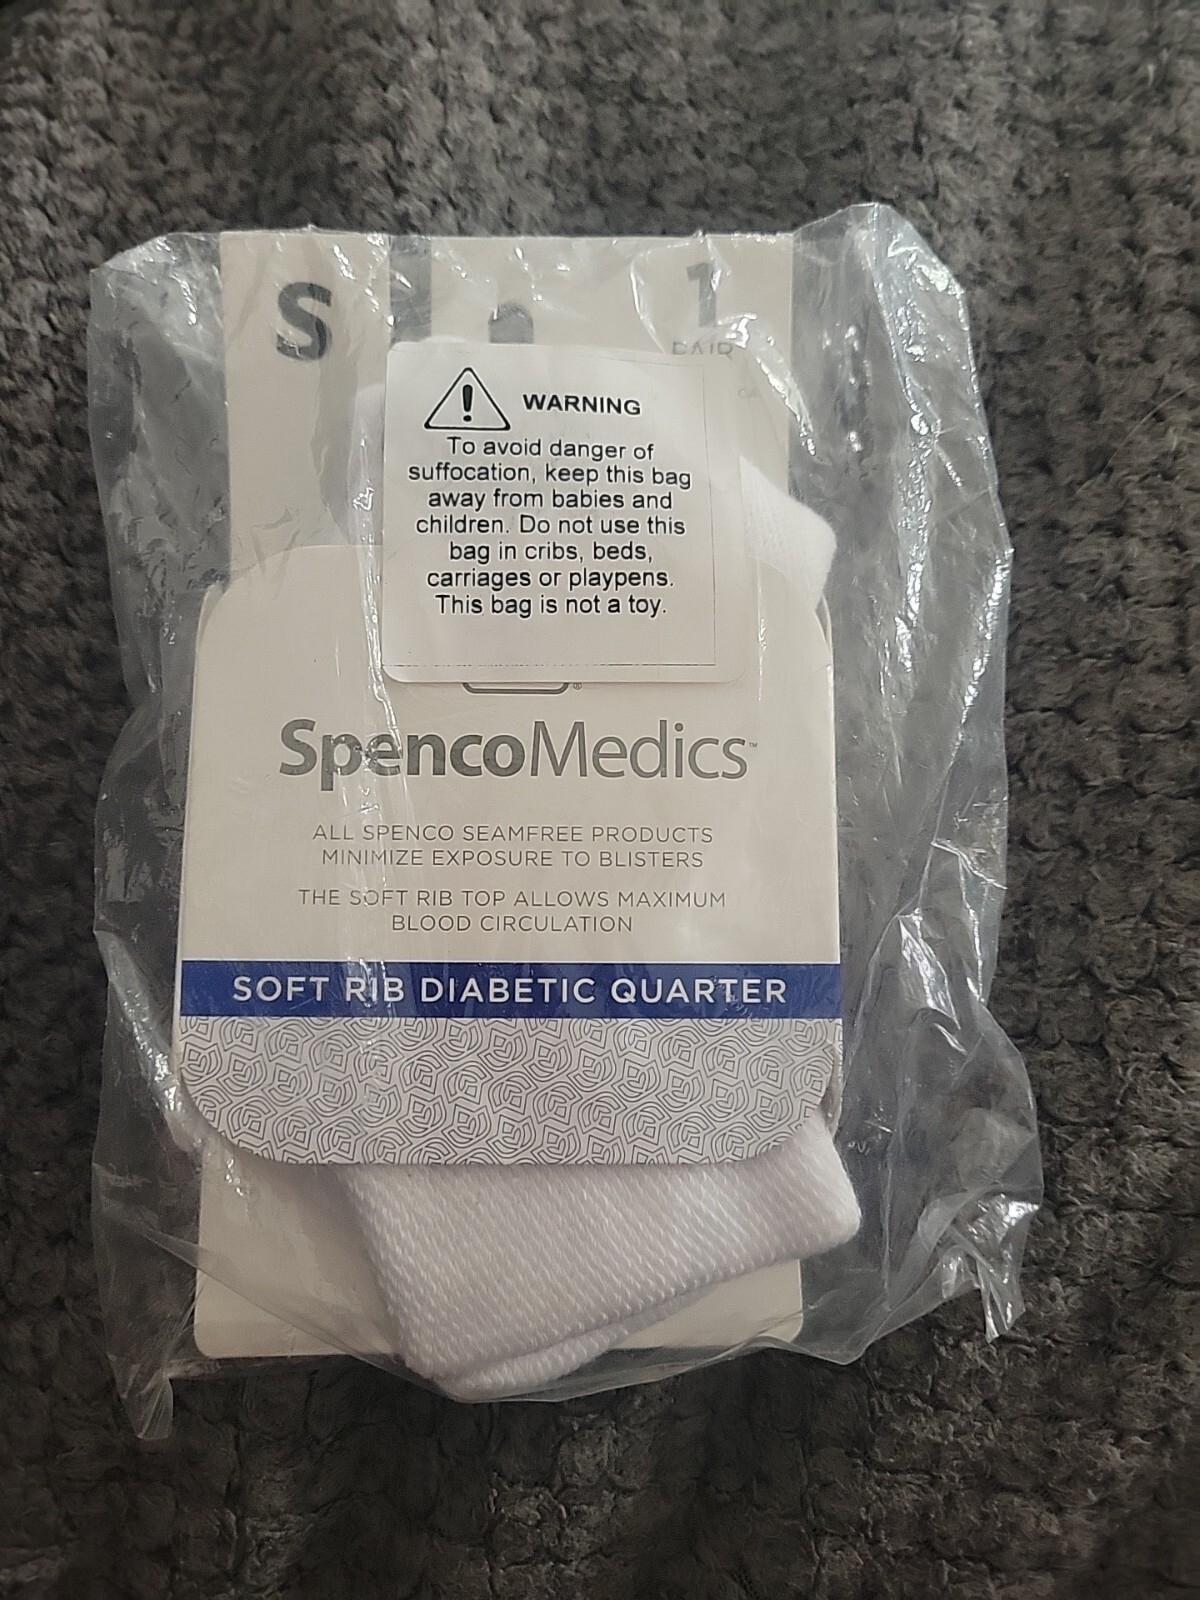 S
1
PAIR
WARNING
To avoid danger of
suffocation, keep this bag
away from babies and
children. Do not use this
bag in cribs, beds,
carriages or playpens.
This bag is not a toy.
®
SpencoMedics™
ALL SPENCO SEAMFREE PRODUCTS
MINIMIZE EXPOSURE TO BLISTERS
THE SOFT RIB TOP ALLOWS MAXIMUM
BLOOD CIRCULATION
SOFT RIB DIABETIC QUARTER